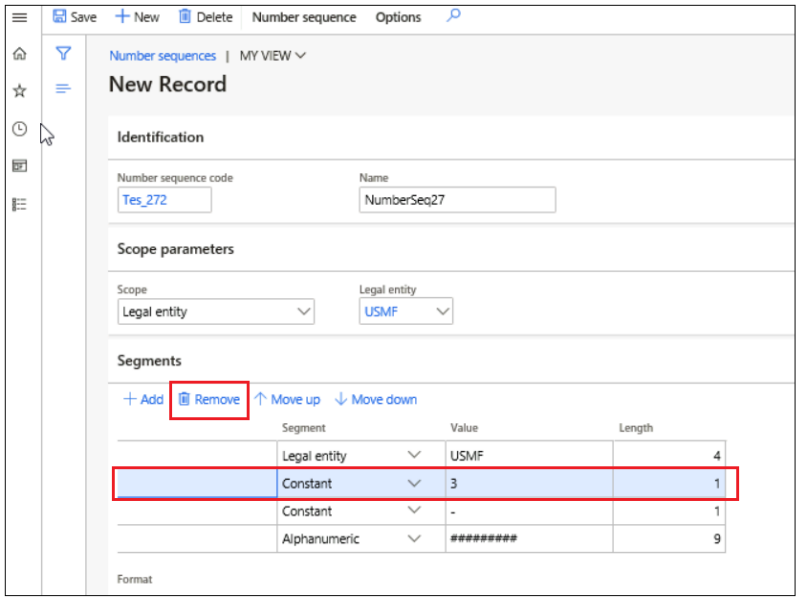 Save New Delete Number sequence Options
Number sequences | MY VIEW
New Record
Identification
Number sequence code Name
Tes_272 NumberSeq27
Scope parameters
Scope Legal entity
Legal entity USMF
Segments
Add Remove Move up Move down
Segment Value Length
Legal entity USMF 4
Constant 3 1
Constant - 1
Alphanumeric ######### 9
Format